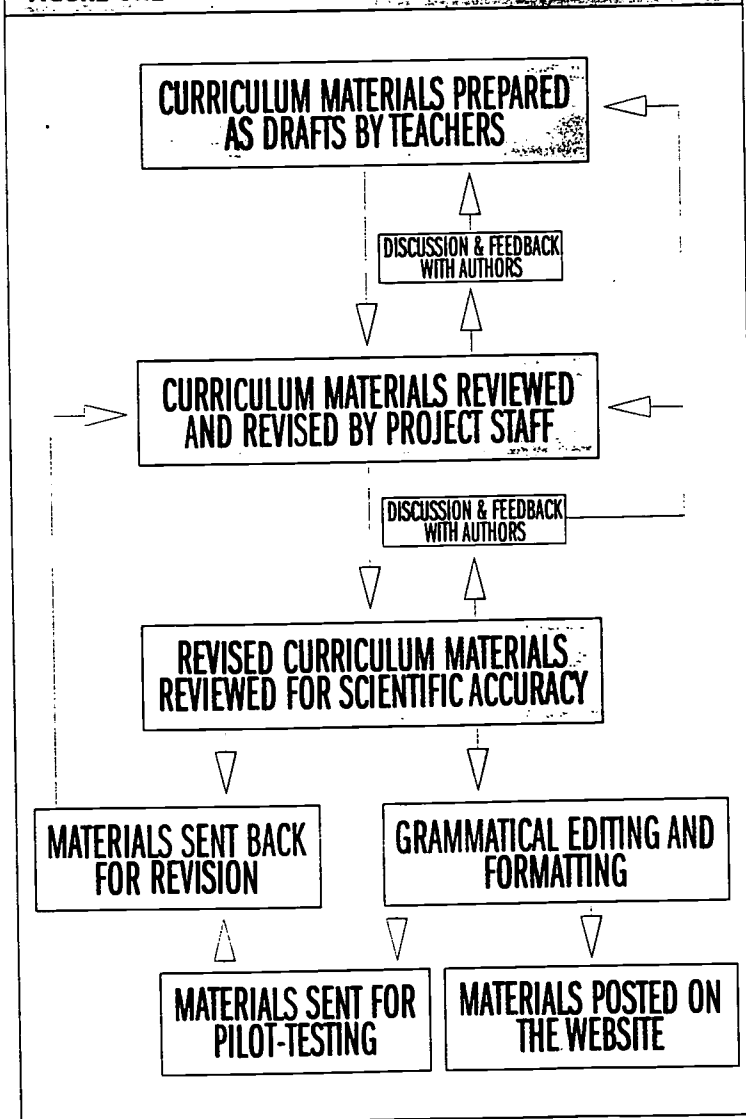 CURRICULUM MATERIALS PREPARED
AS DRAFTS BY TEACHERS
DISCUSSION & FEEDBACK
WITH AUTHORS
CURRICULUM MATERIALS REVIEWED
AND REVISED BY PROJECT STAFF
DISCUSSION & FEEDBACK
WITH AUTHORS
REVISED CURRICULUM MATERIALS
REVIEWED FOR SCIENTIFIC ACCURACY
MATERIALS SENT BACK
FOR REVISION
GRAMMATICAL EDITING AND
FORMATTING
MATERIALS SENT FOR
PILOT-TESTING
MATERIALS POSTED ON
THE WEBSITE